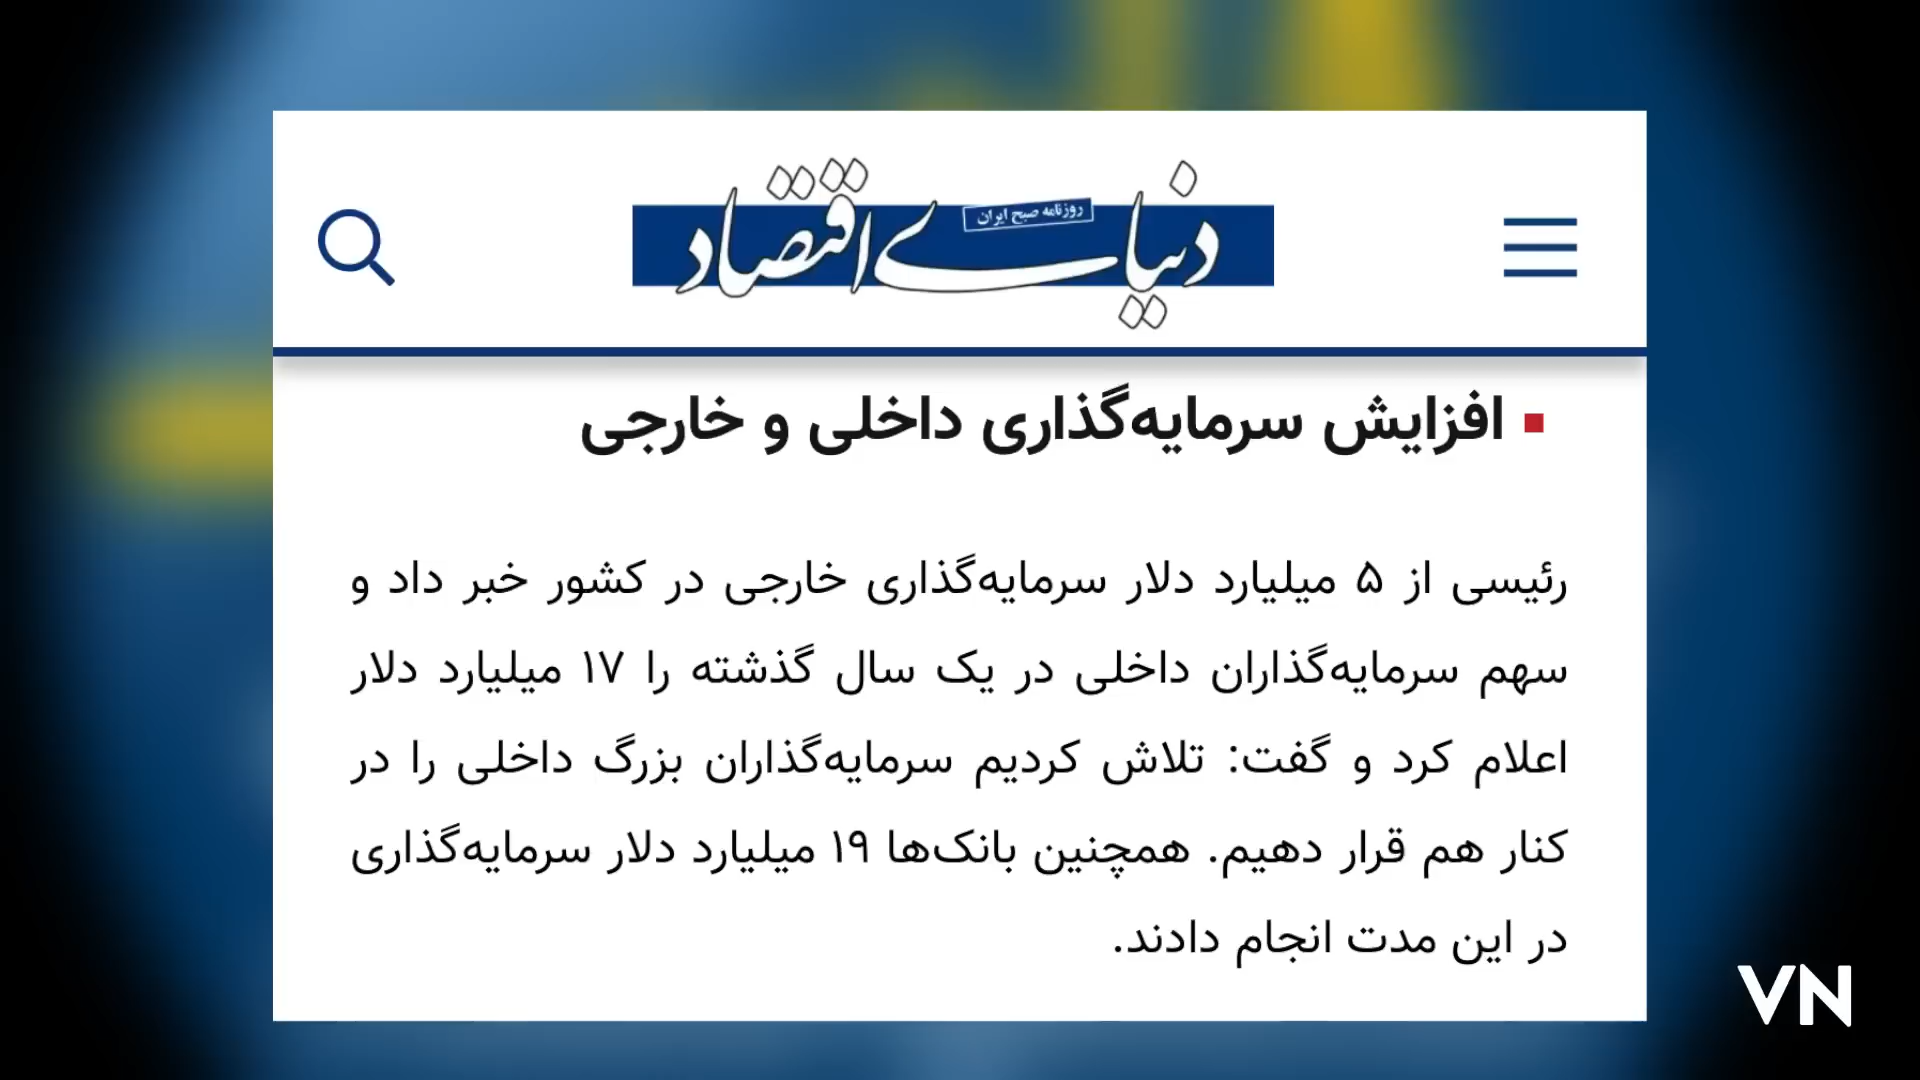 دنیای اقتصاد
روزنامه صبح ایران
افزایش سرمایه‌گذاری داخلی و خارجی
رئیسی از ۵ میلیارد دلار سرمایه‌گذاری خارجی در کشور خبر داد و
سهم سرمایه‌گذاران داخلی در یک سال گذشته را ۱۷ میلیارد دلار
اعلام کرد و گفت: تلاش کردیم سرمایه‌گذاران بزرگ داخلی را در
کنار هم قرار دهیم. همچنین بانک‌ها ۱۹ میلیارد دلار سرمایه‌گذاری
در این مدت انجام دادند.
VN